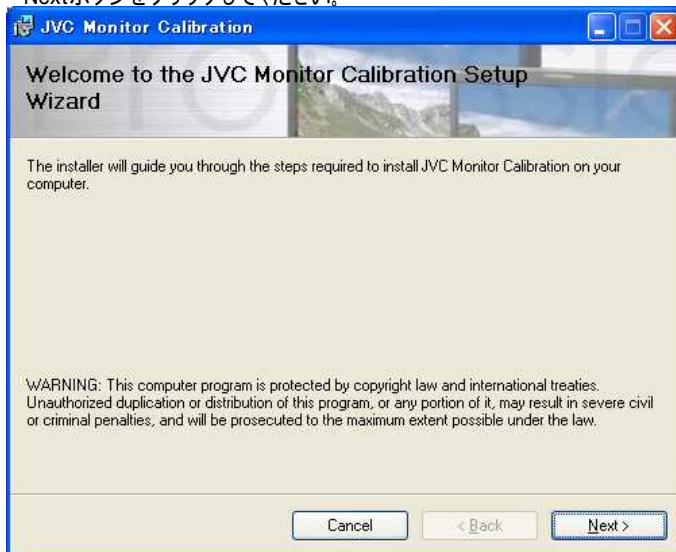 Nextボタンをクリックしてください。
JVC Monitor Calibration
Welcome to the JVC Monitor Calibration Setup
Wizard
The installer will guide you through the steps required to install JVC Monitor Calibration on your
computer.
WARNING: This computer program is protected by copyright law and international treaties.
Unauthorized duplication or distribution of this program, or any portion of it, may result in severe civil
or criminal penalties, and will be prosecuted to the maximum extent possible under the law.
Cancel
< Back
Next >